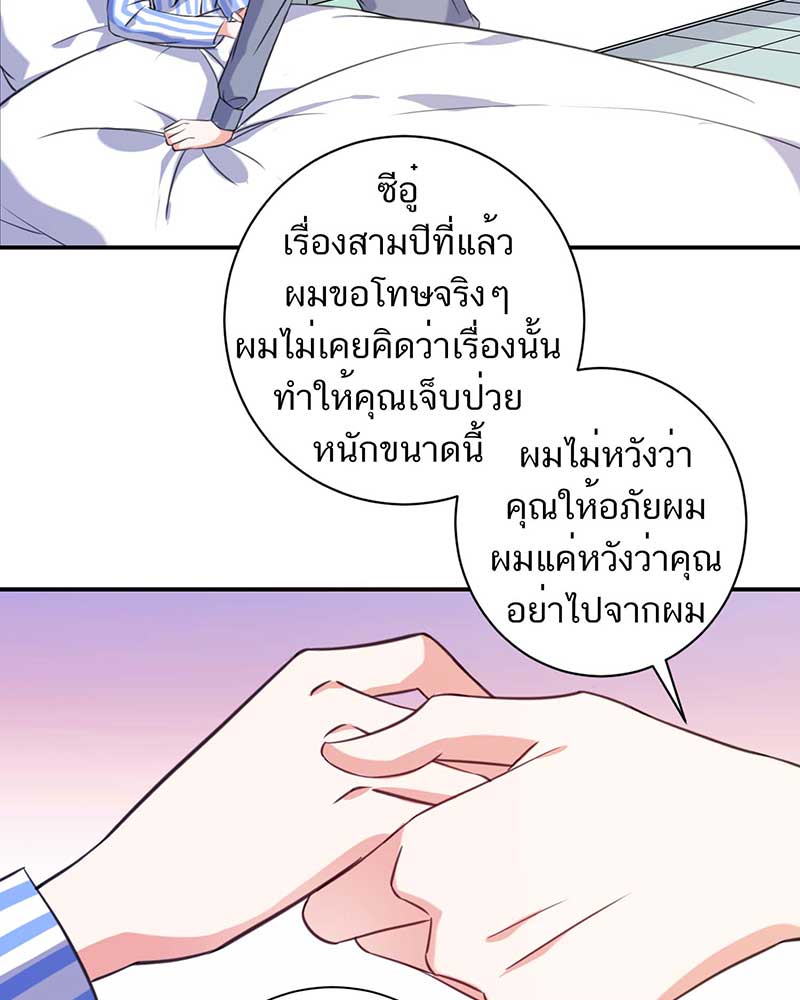 ซีอู๋
เรื่องสามปีที่แล้ว
ผมขอโทษจริงๆ
ผมไม่เคยคิดว่าเรื่องนั้น
ทำให้คุณเจ็บป่วย
หนักขนาดนี้
ผมไม่หวังว่า
คุณให้อภัยผม
ผมแค่หวังว่าคุณ
อย่าไปจากผม